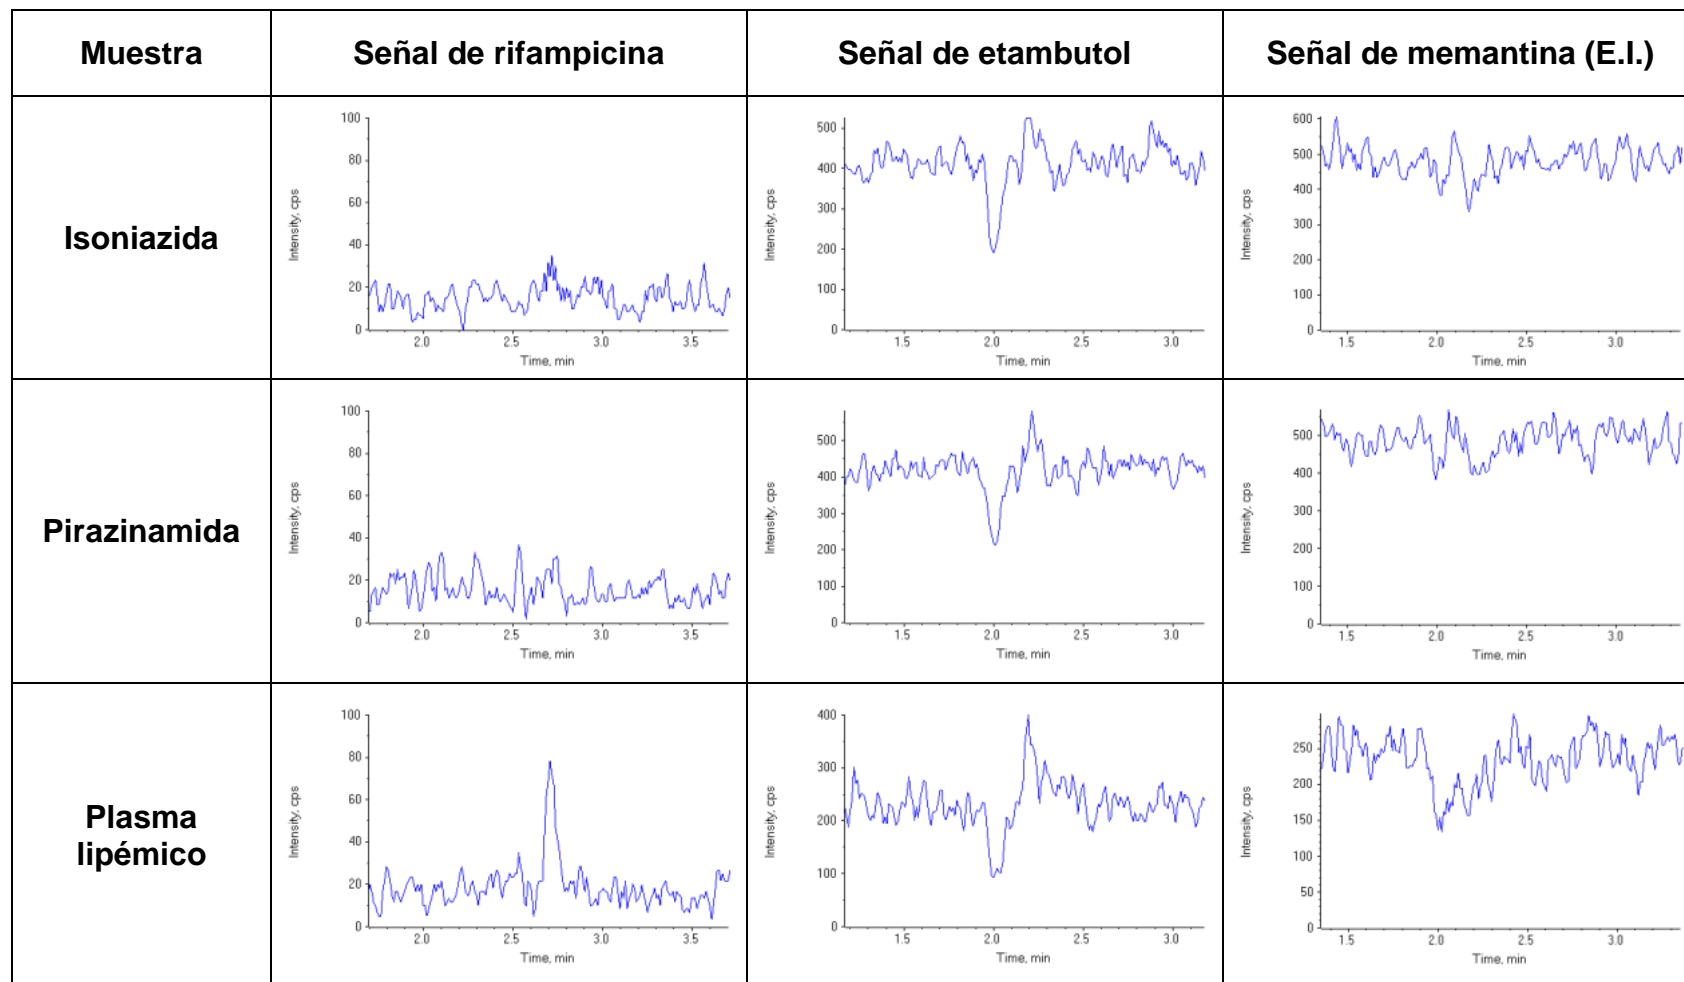 Muestra
Señal de rifampicina
Señal de etambutol
Señal de memantina (E.I.)
Isoniazida
Intensity, cps
100
80
60
40
20
0
2.0 2.5 3.0 3.5
Time, min
Intensity, cps
500
400
300
200
100
0
1.5 2.0 2.5 3.0
Time, min
Intensity, cps
600
500
400
300
200
100
0
1.5 2.0 2.5 3.0
Time, min
Pirazinamida
Intensity, cps
100
80
60
40
20
0
2.0 2.5 3.0 3.5
Time, min
Intensity, cps
500
400
300
200
100
0
1.5 2.0 2.5 3.0
Time, min
Intensity, cps
500
400
300
200
100
0
1.5 2.0 2.5 3.0
Time, min
Plasma
lipémico
Intensity, cps
100
80
60
40
20
0
2.0 2.5 3.0 3.5
Time, min
Intensity, cps
400
300
200
100
0
1.5 2.0 2.5 3.0
Time, min
Intensity, cps
250
200
150
100
50
0
1.5 2.0 2.5 3.0
Time, min